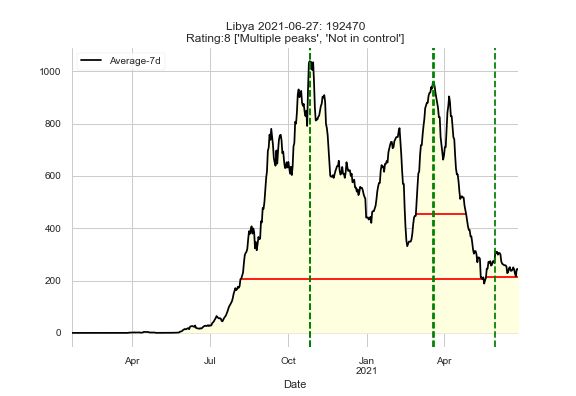 Libya 2021-06-27: 192470
Rating:8 ['Multiple peaks', 'Not in control']
Average-7d
1000
800
600
400
200
0
Apr
Jul
Oct
Jan
2021
Apr
Date